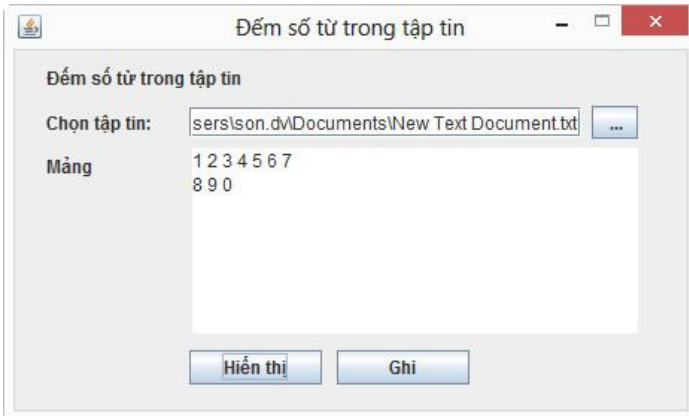 Đếm số từ trong tập tin
Đếm số từ trong tập tin
Chọn tập tin: sers\son.dv\Documents\New Text Document.txt ...
Mảng 1 2 3 4 5 6 7
8 9 0
Hiển thị Ghi